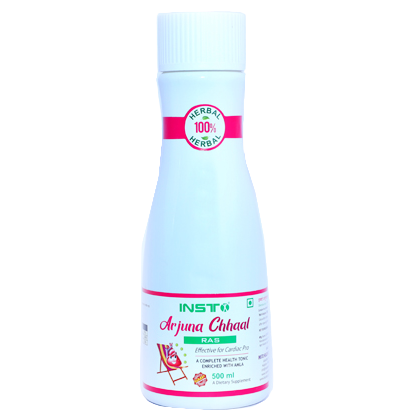 HERBAL
100%
HERBAL
INSTO
Arjuna Chhaal
RAS
Effective for Cardiac Pro
A COMPLETE HEALTH TONIC
ENRICHED WITH AMLA
500 ml
A Dietary Supplement